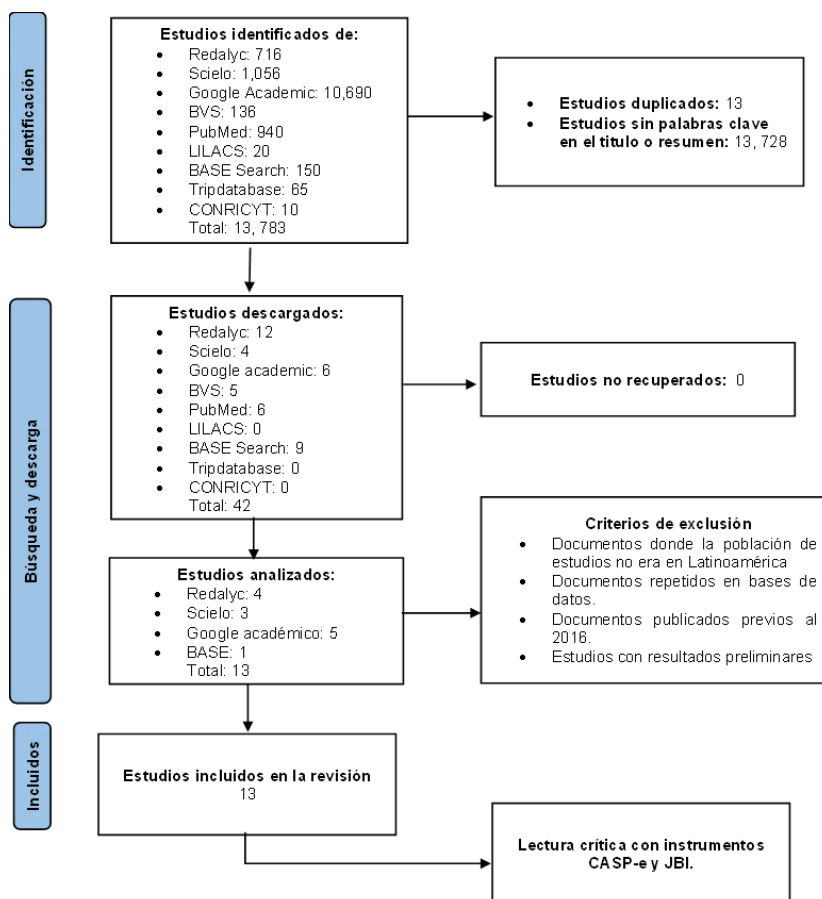 Identificación
Estudios identificados de:
• Redalyc: 716
• Scielo: 1,056
• Google Academic: 10,690
• BVS: 136
• PubMed: 940
• LILACS: 20
• BASE Search: 150
• Tripdatabase: 65
• CONRICYT: 10
Total: 13, 783
• Estudios duplicados: 13
• Estudios sin palabras clave
en el titulo o resumen: 13, 728
Búsqueda y descarga
Estudios descargados:
• Redalyc: 12
• Scielo: 4
• Google academic: 6
• BVS: 5
• PubMed: 6
• LILACS: 0
• BASE Search: 9
• Tripdatabase: 0
• CONRICYT: 0
Total: 42
Estudios no recuperados: 0
Estudios analizados:
• Redalyc: 4
• Scielo: 3
• Google académico: 5
• BASE: 1
Total: 13
Criterios de exclusión
• Documentos donde la población de
estudios no era en Latinoamérica
• Documentos repetidos en bases de
datos.
• Documentos publicados previos al
2016.
• Estudios con resultados preliminares
Incluidos
Estudios incluidos en la revisión
13
Lectura crítica con instrumentos
CASP-e y JBI.